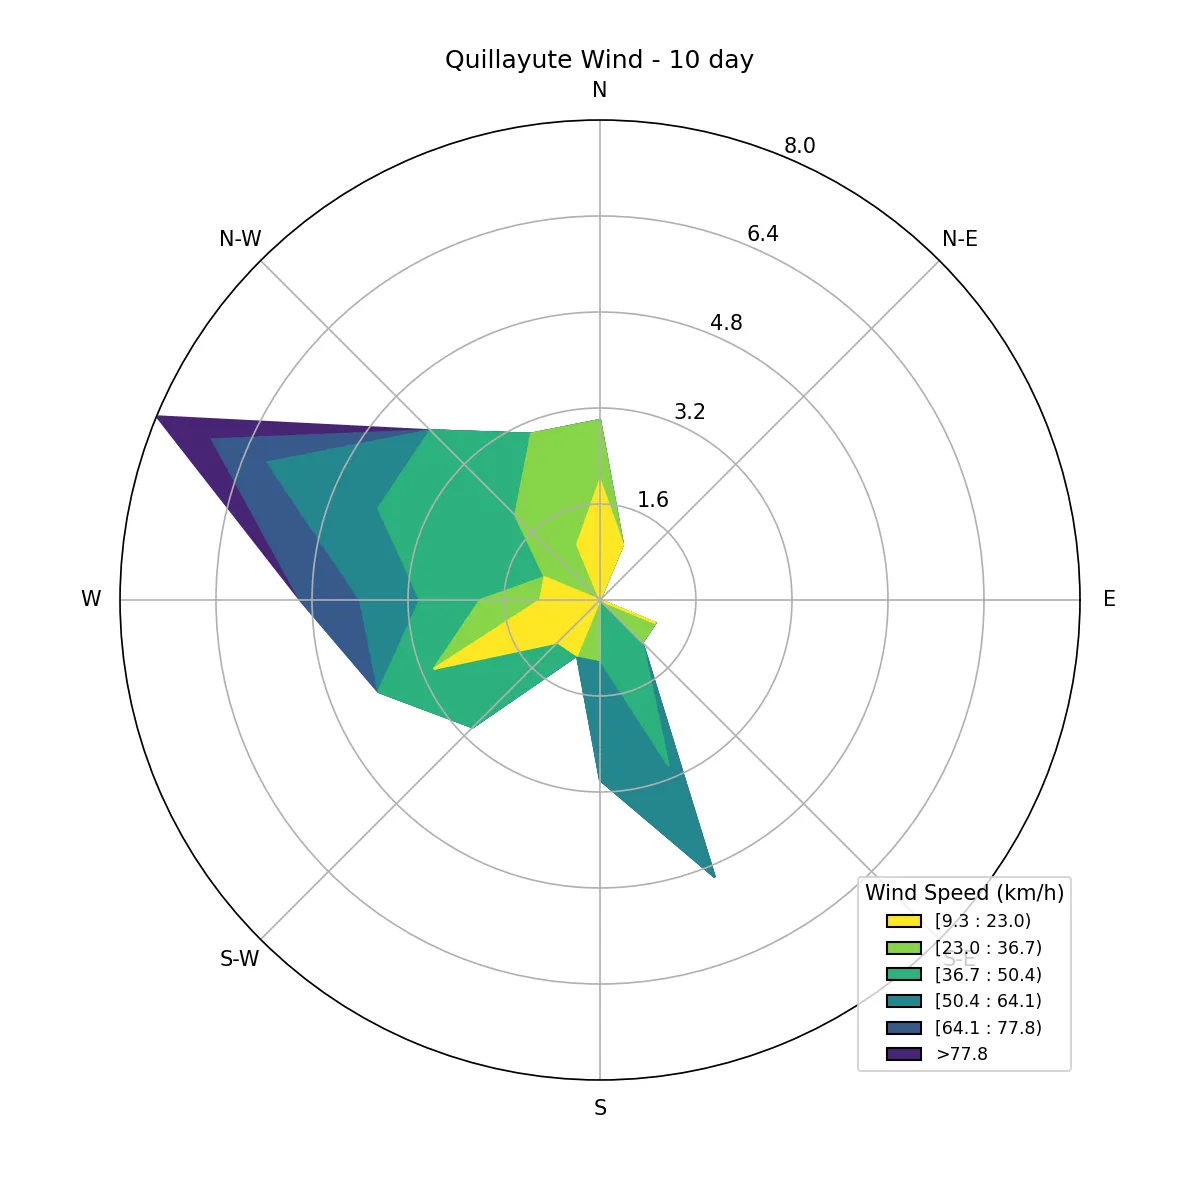 Quillayute Wind - 10 day
N
8.0
N-W
6.4
N-E
4.8
3.2
1.6
W
E
S-W
S-E
S
Wind Speed (km/h)
[9.3 : 23.0)
[23.0 : 36.7)
[36.7 : 50.4)
[50.4 : 64.1)
[64.1 : 77.8)
>77.8